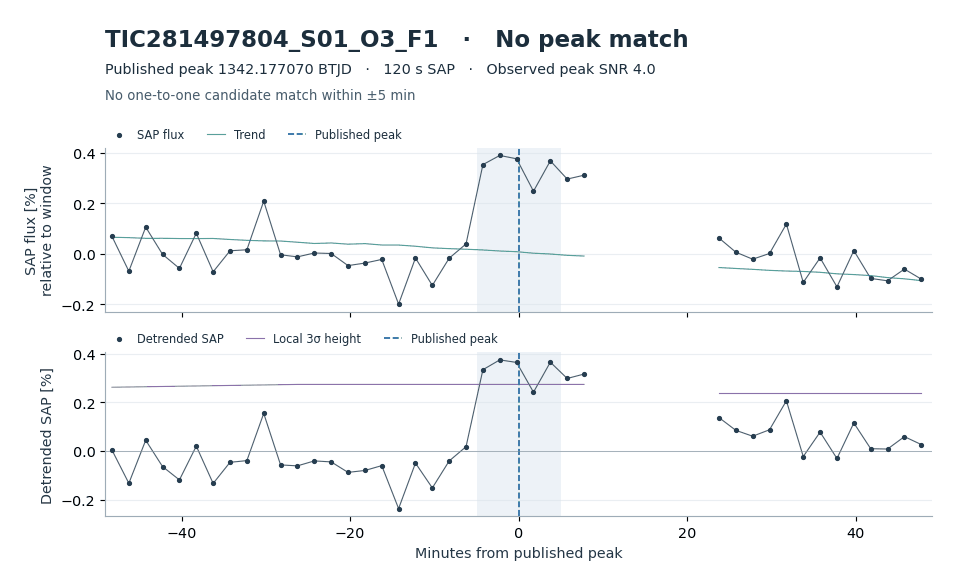 TIC281497804_S01_O3_F1 · No peak match
Published peak 1342.177070 BTJD · 120 s SAP · Observed peak SNR 4.0
No one-to-one candidate match within ±5 min
SAP flux Trend Published peak
SAP flux [%]
relative to window
0.4
0.2
0.0
−0.2
Detrended SAP Local 3σ height Published peak
Detrended SAP [%]
0.4
0.2
0.0
−0.2
−40 −20 0 20 40
Minutes from published peak